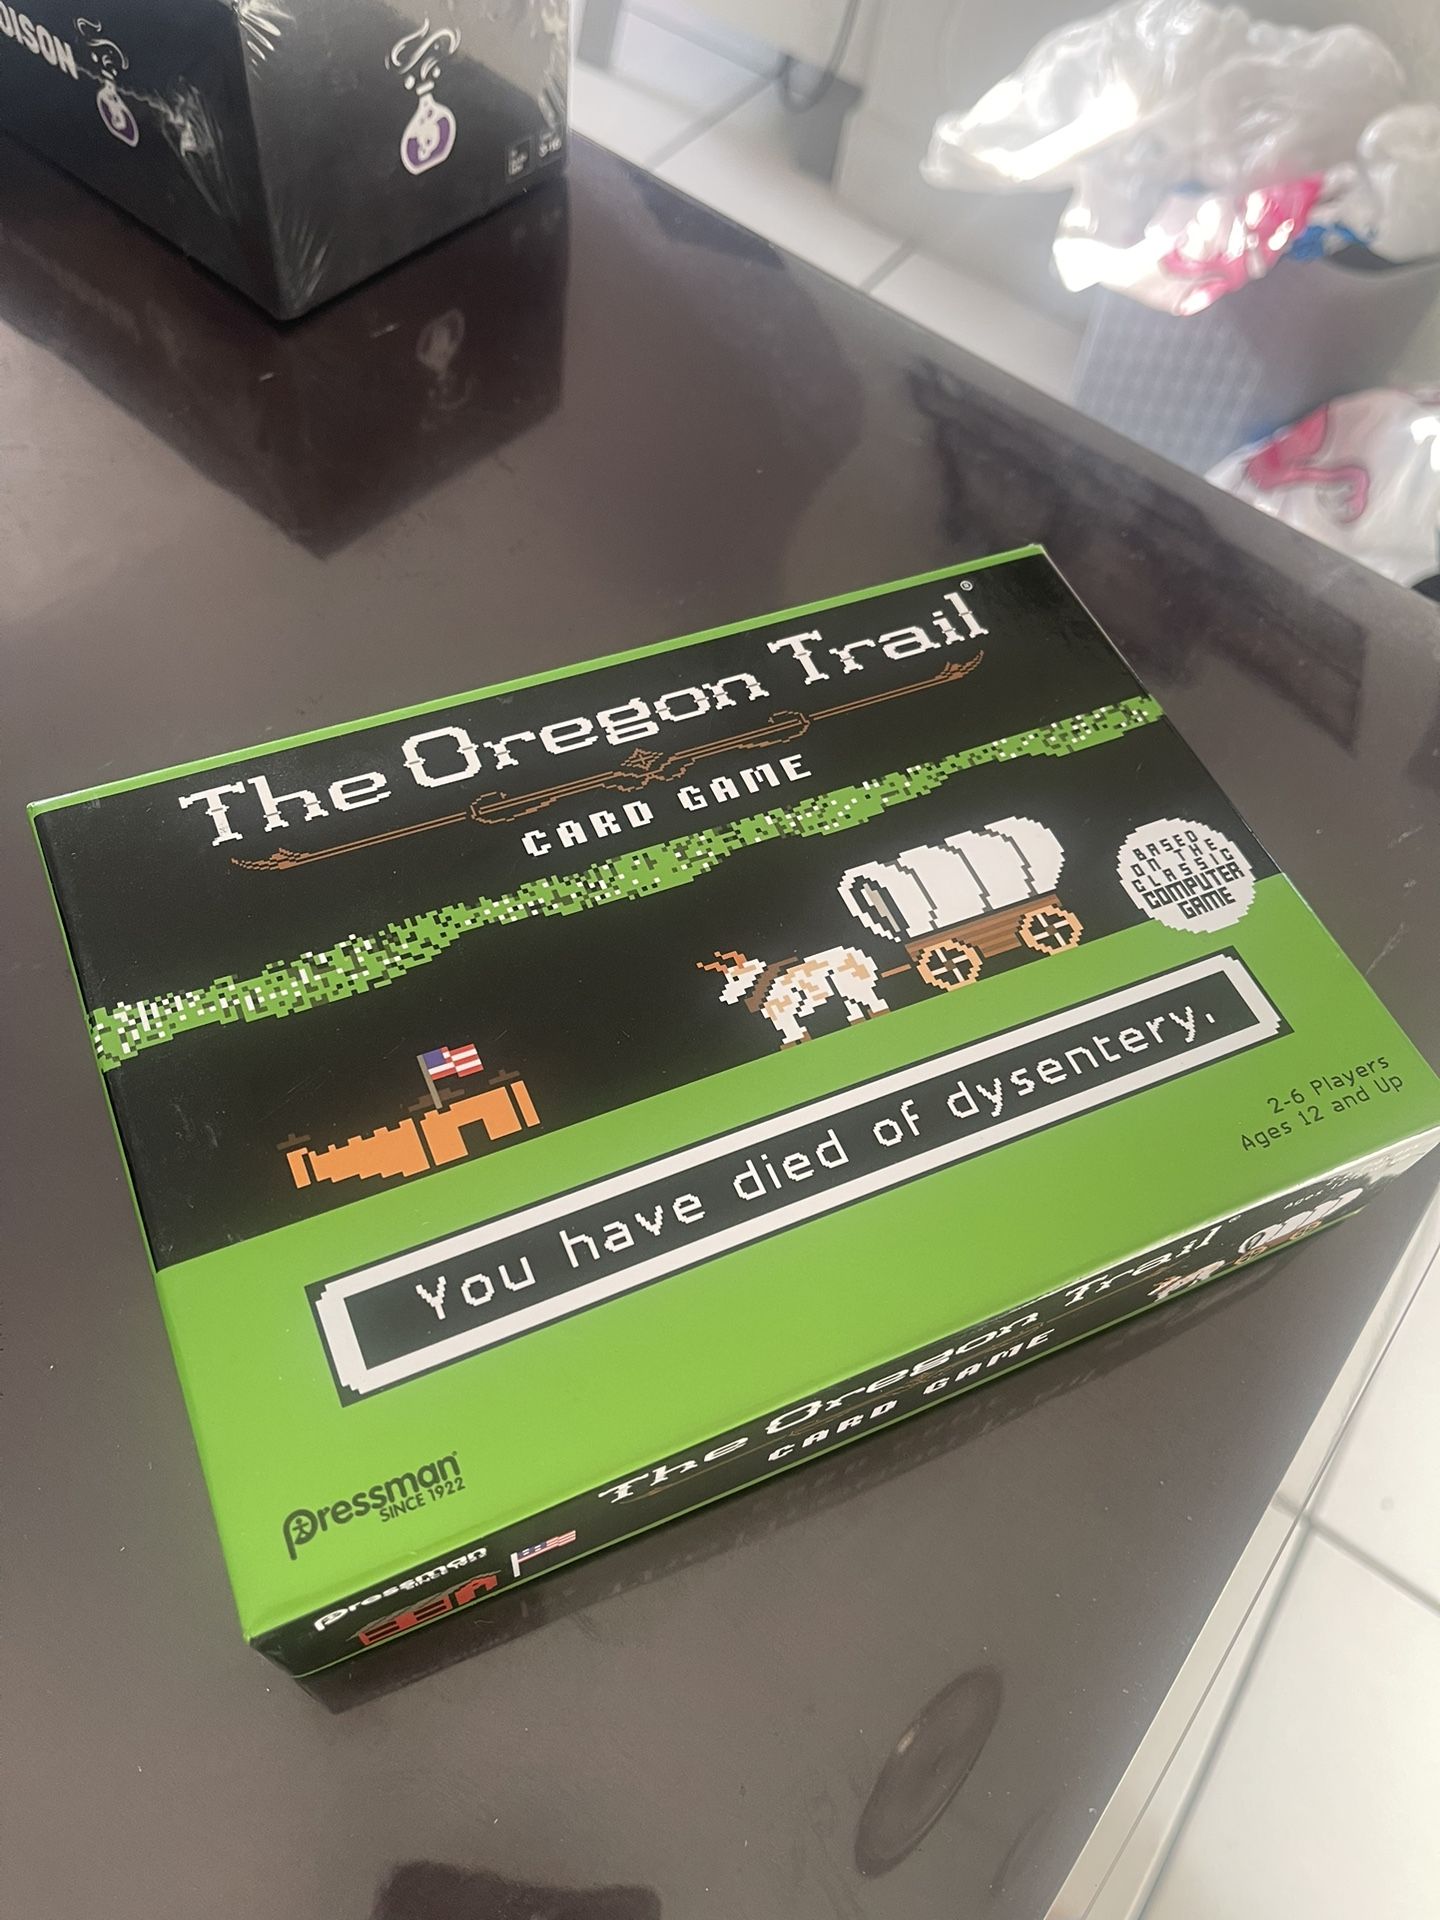 OISON
The Oregon Trail®
CARD GAME
BASED
ON THE
CLASSIC
COMPUTER
GAME
You have died of dysentery.
2-6 Players
Ages 12 and Up
pressman®
SINCE 1922
The Oregon Trail®
CARD GAME
pressman